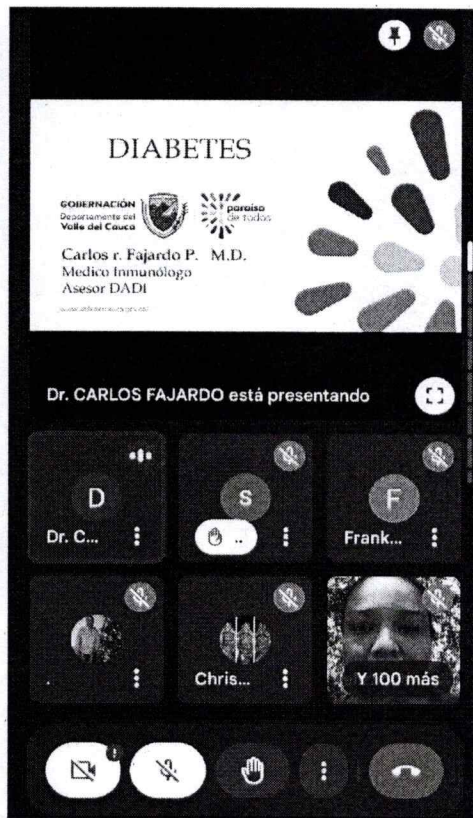 DIABETES
GOBERNACIÓN
Departamento del
Valle del Cauca
paraíso
de todos
Carlos r. Fajardo P. M.D.
Medico Inmunólogo
Asesor DADI
Dr. CARLOS FAJARDO está presentando
D
S
F
Dr. C...
..
Frank...
.
Chris...
Y 100 más